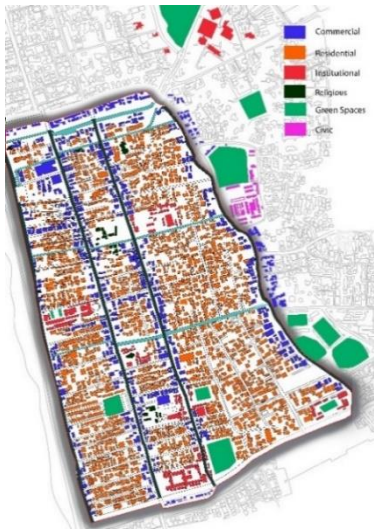 Commercial
Residential
Institutional
Religious
Green Spaces
Civic